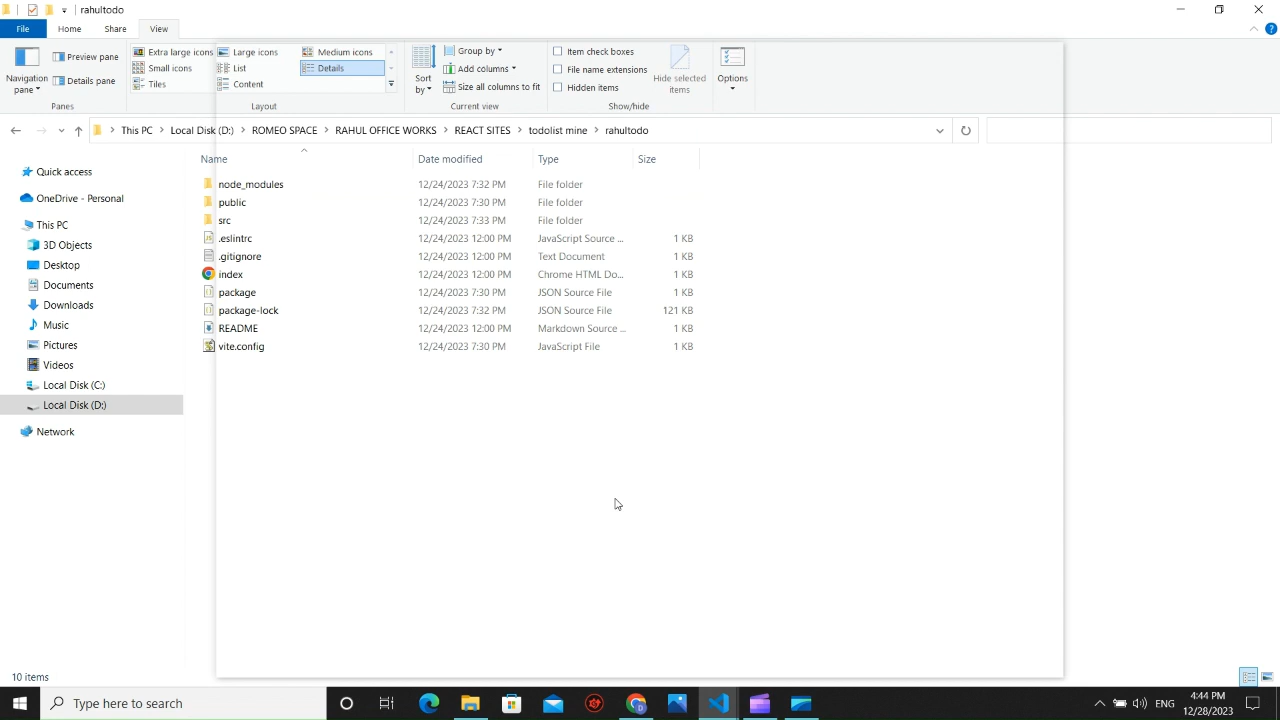 rahultodo
File Home Share View
Navigation pane
Preview pane
Details pane
Panes
Extra large icons Large icons Medium icons
Small icons List Details
Tiles Content
Layout
Sort by
Group by
Add columns
Size all columns to fit
Current view
Item check boxes
File name extensions
Hidden items
Hide selected items
Show/hide
Options
This PC Local Disk (D:) ROMEO SPACE RAHUL OFFICE WORKS REACT SITES todolist mine rahultodo
Quick access
OneDrive - Personal
This PC
3D Objects
Desktop
Documents
Downloads
Music
Pictures
Videos
Local Disk (C:)
Local Disk (D:)
Network
Name Date modified Type Size
node_modules 12/24/2023 7:32 PM File folder
public 12/24/2023 7:30 PM File folder
src 12/24/2023 7:33 PM File folder
.eslintrc 12/24/2023 12:00 PM JavaScript Source ... 1 KB
.gitignore 12/24/2023 12:00 PM Text Document 1 KB
index 12/24/2023 12:00 PM Chrome HTML Do... 1 KB
package 12/24/2023 7:30 PM JSON Source File 1 KB
package-lock 12/24/2023 7:32 PM JSON Source File 121 KB
README 12/24/2023 12:00 PM Markdown Source ... 1 KB
vite.config 12/24/2023 7:30 PM JavaScript File 1 KB
10 items
Type here to search
ENG
4:44 PM
12/28/2023